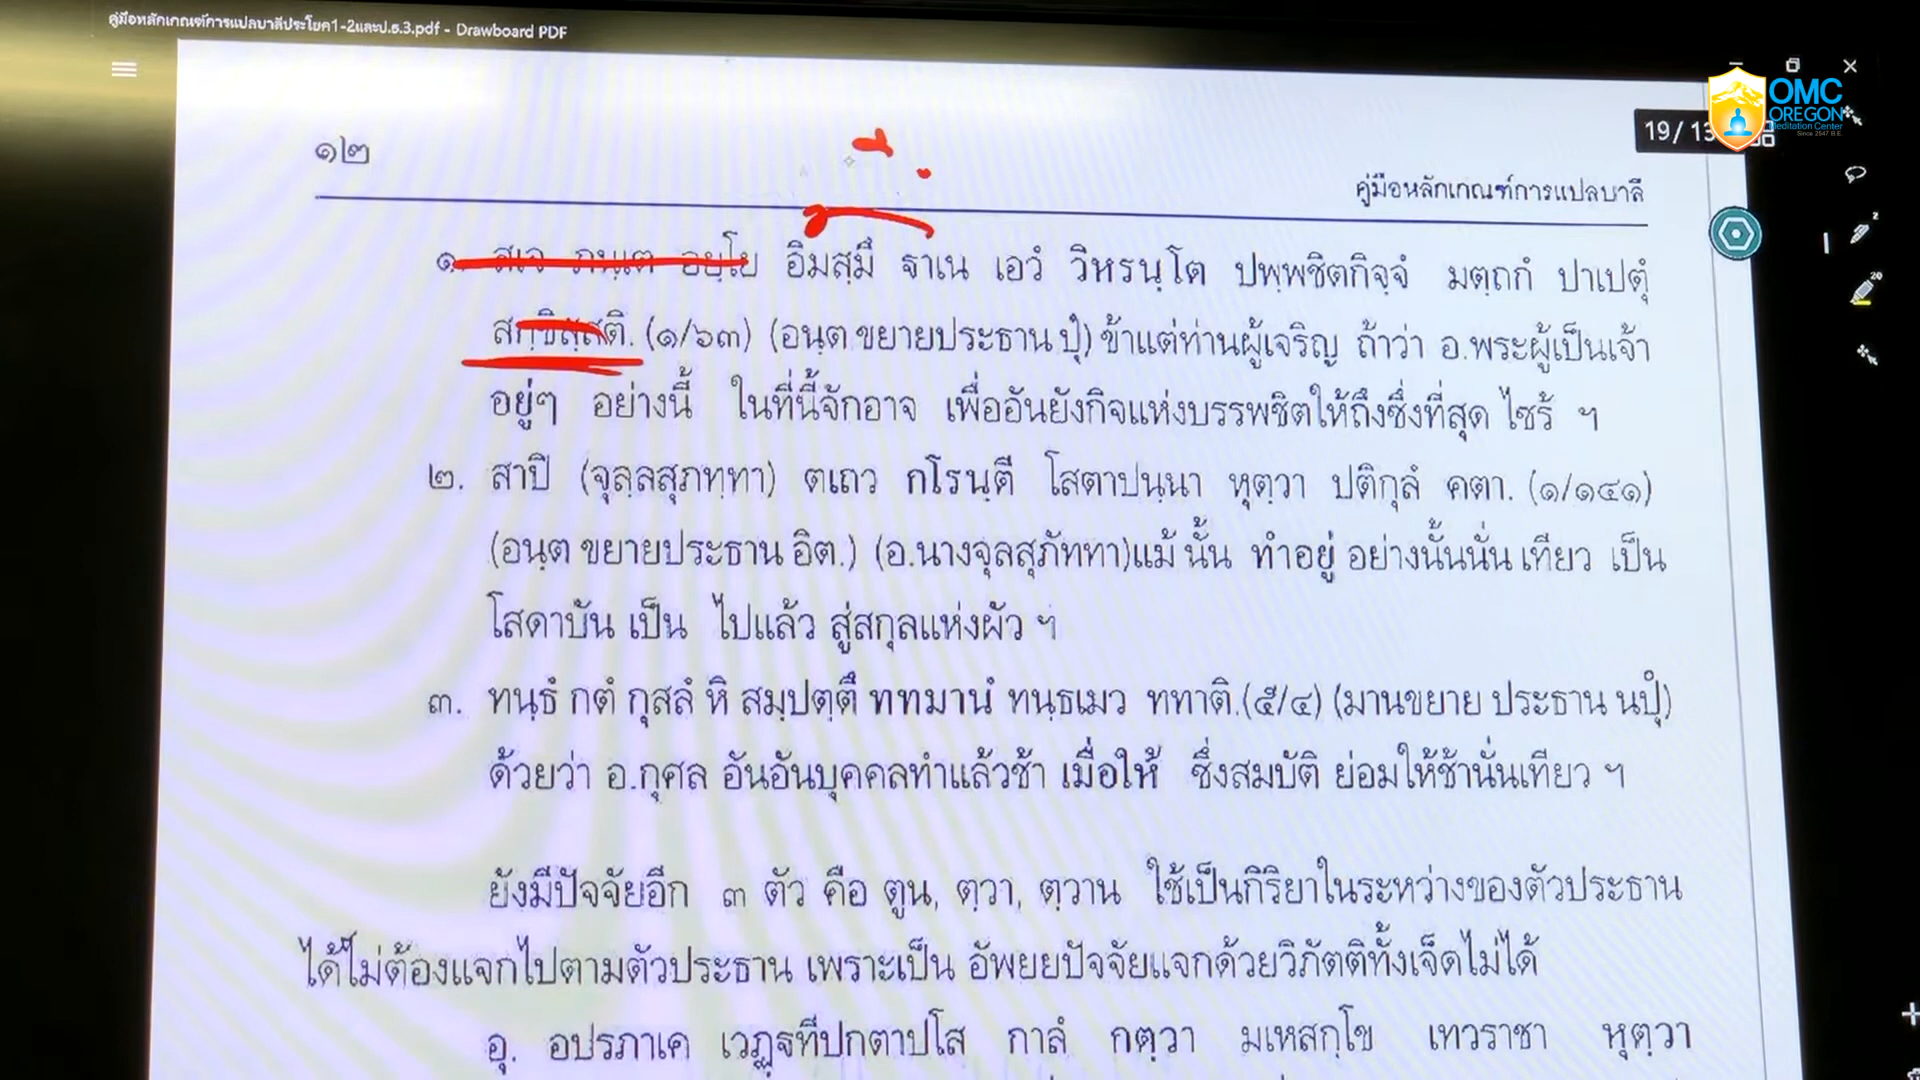 คู่มือหลักเกณฑ์การแปลบาลีประโยค1-2และป.ธ.3.pdf - Drawboard PDF
OMC
OREGON
Meditation Center
Since 2547 B.E.
19/ 13
๑๒
คู่มือหลักเกณฑ์การแปลบาลี
๑. สเจ ภนฺเต อยฺโย อิมสฺมึ ฐาเน เอวํ วิหรนฺโต ปพฺพชิตกิจฺจํ มตฺถกํ ปาเปตุํ
สกฺขิสฺสติ. (๑/๖๓) (อนฺต ขยายประธาน ปุํ) ข้าแต่ท่านผู้เจริญ ถ้าว่า อ.พระผู้เป็นเจ้า
อยู่ๆ อย่างนี้ ในที่นี้จักอาจ เพื่ออันยังกิจแห่งบรรพชิตให้ถึงซึ่งที่สุด ไซร้ ฯ
๒. สาปิ (จุลฺลสุภทฺทา) ตเถว กโรนฺตี โสตาปนฺนา หุตฺวา ปติกุลํ คตา. (๑/๑๔๑)
(อนฺต ขยายประธาน อิต.) (อ.นางจุลสุภัททา)แม้ นั้น ทำอยู่ อย่างนั้นนั่น เทียว เป็น
โสดาบัน เป็น ไปแล้ว สู่สกุลแห่งผัว ฯ
๓. ทนฺธํ กตํ กุสลํ หิ สมฺปตฺตึ ททมานํ ทนฺธเมว ททาติ.(๕/๔) (มานขยาย ประธาน นปุํ)
ด้วยว่า อ.กุศล อันอันบุคคลทำแล้วช้า เมื่อให้ ซึ่งสมบัติ ย่อมให้ช้านั่นเทียว ฯ
ยังมีปัจจัยอีก ๓ ตัว คือ ตูน, ตฺวา, ตฺวาน ใช้เป็นกิริยาในระหว่างของตัวประธาน
ได้ไม่ต้องแจกไปตามตัวประธาน เพราะเป็น อัพยยปัจจัยแจกด้วยวิภัตติทั้งเจ็ดไม่ได้
อุ. อปรภาเค เวฏฺฐทีปกตาปโส กาลํ กตฺวา มเหสกฺโข เทวราชา หุตฺวา